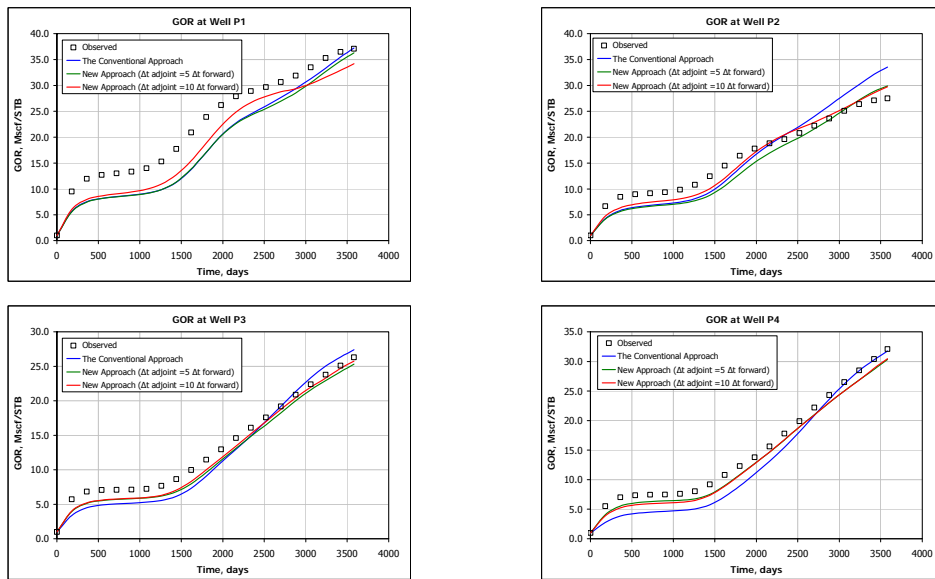 GOR at Well P1
GOR, Mscf/STB
40.0
35.0
30.0
25.0
20.0
15.0
10.0
5.0
0.0
Observed
The Conventional Approach
New Approach (Δt adjoint =5 Δt forward)
New Approach (Δt adjoint =10 Δt forward)
0 500 1000 1500 2000 2500 3000 3500 4000
Time, days
GOR at Well P2
GOR, Mscf/STB
40.0
35.0
30.0
25.0
20.0
15.0
10.0
5.0
0.0
Observed
The Conventional Approach
New Approach (Δt adjoint =5 Δt forward)
New Approach (Δt adjoint =10 Δt forward)
0 500 1000 1500 2000 2500 3000 3500 4000
Time, days
GOR at Well P3
GOR, Mscf/STB
30.0
25.0
20.0
15.0
10.0
5.0
0.0
Observed
The Conventional Approach
New Approach (Δt adjoint =5 Δt forward)
New Approach (Δt adjoint =10 Δt forward)
0 500 1000 1500 2000 2500 3000 3500 4000
Time, days
GOR at Well P4
GOR, Mscf/STB
35.0
30.0
25.0
20.0
15.0
10.0
5.0
0.0
Observed
The Conventional Approach
New Approach (Δt adjoint =5 Δt forward)
New Approach (Δt adjoint =10 Δt forward)
0 500 1000 1500 2000 2500 3000 3500 4000
Time, days